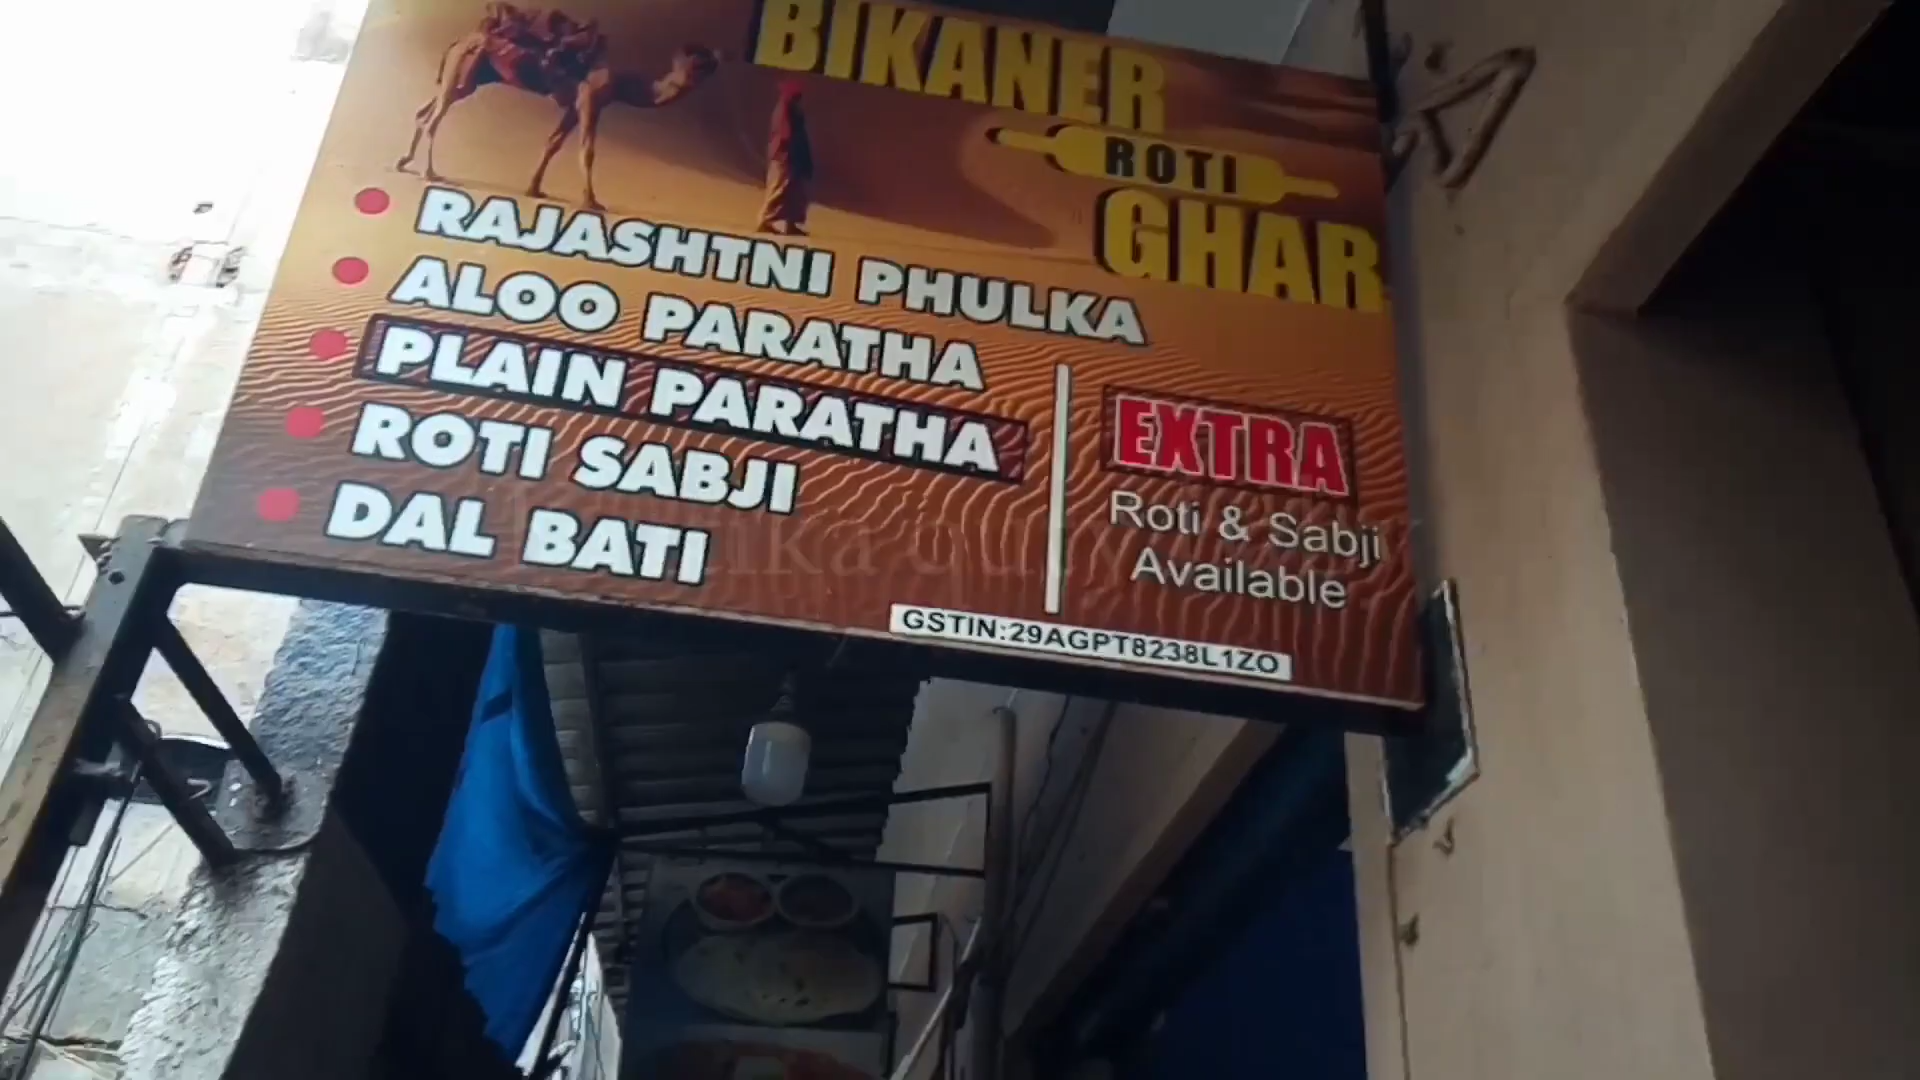 BIKANER
ROTI
GHAR
RAJASHTNI PHULKA
ALOO PARATHA
PLAIN PARATHA
ROTI SABJI
DAL BATI
EXTRA
Roti & Sabji
Available
GSTIN:29AGPT8238L1ZO